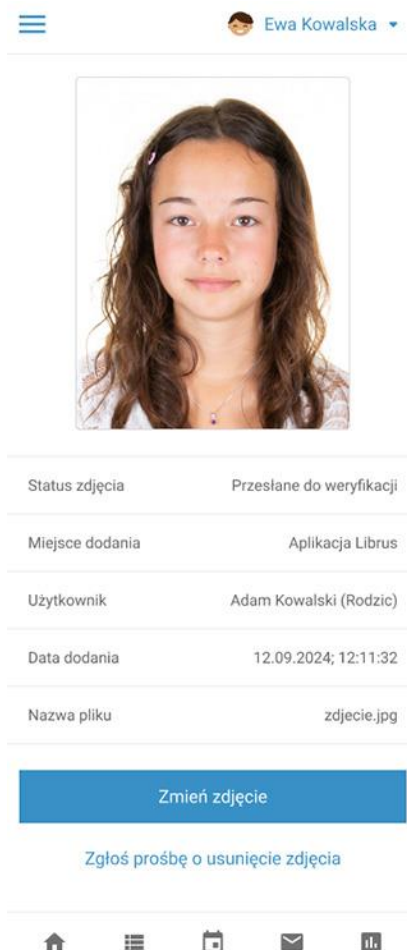 Ewa Kowalska
Status zdjęcia Przesłane do weryfikacji
Miejsce dodania Aplikacja Librus
Użytkownik Adam Kowalski (Rodzic)
Data dodania 12.09.2024; 12:11:32
Nazwa pliku zdjecie.jpg
Zmień zdjęcie
Zgłoś prośbę o usunięcie zdjęcia